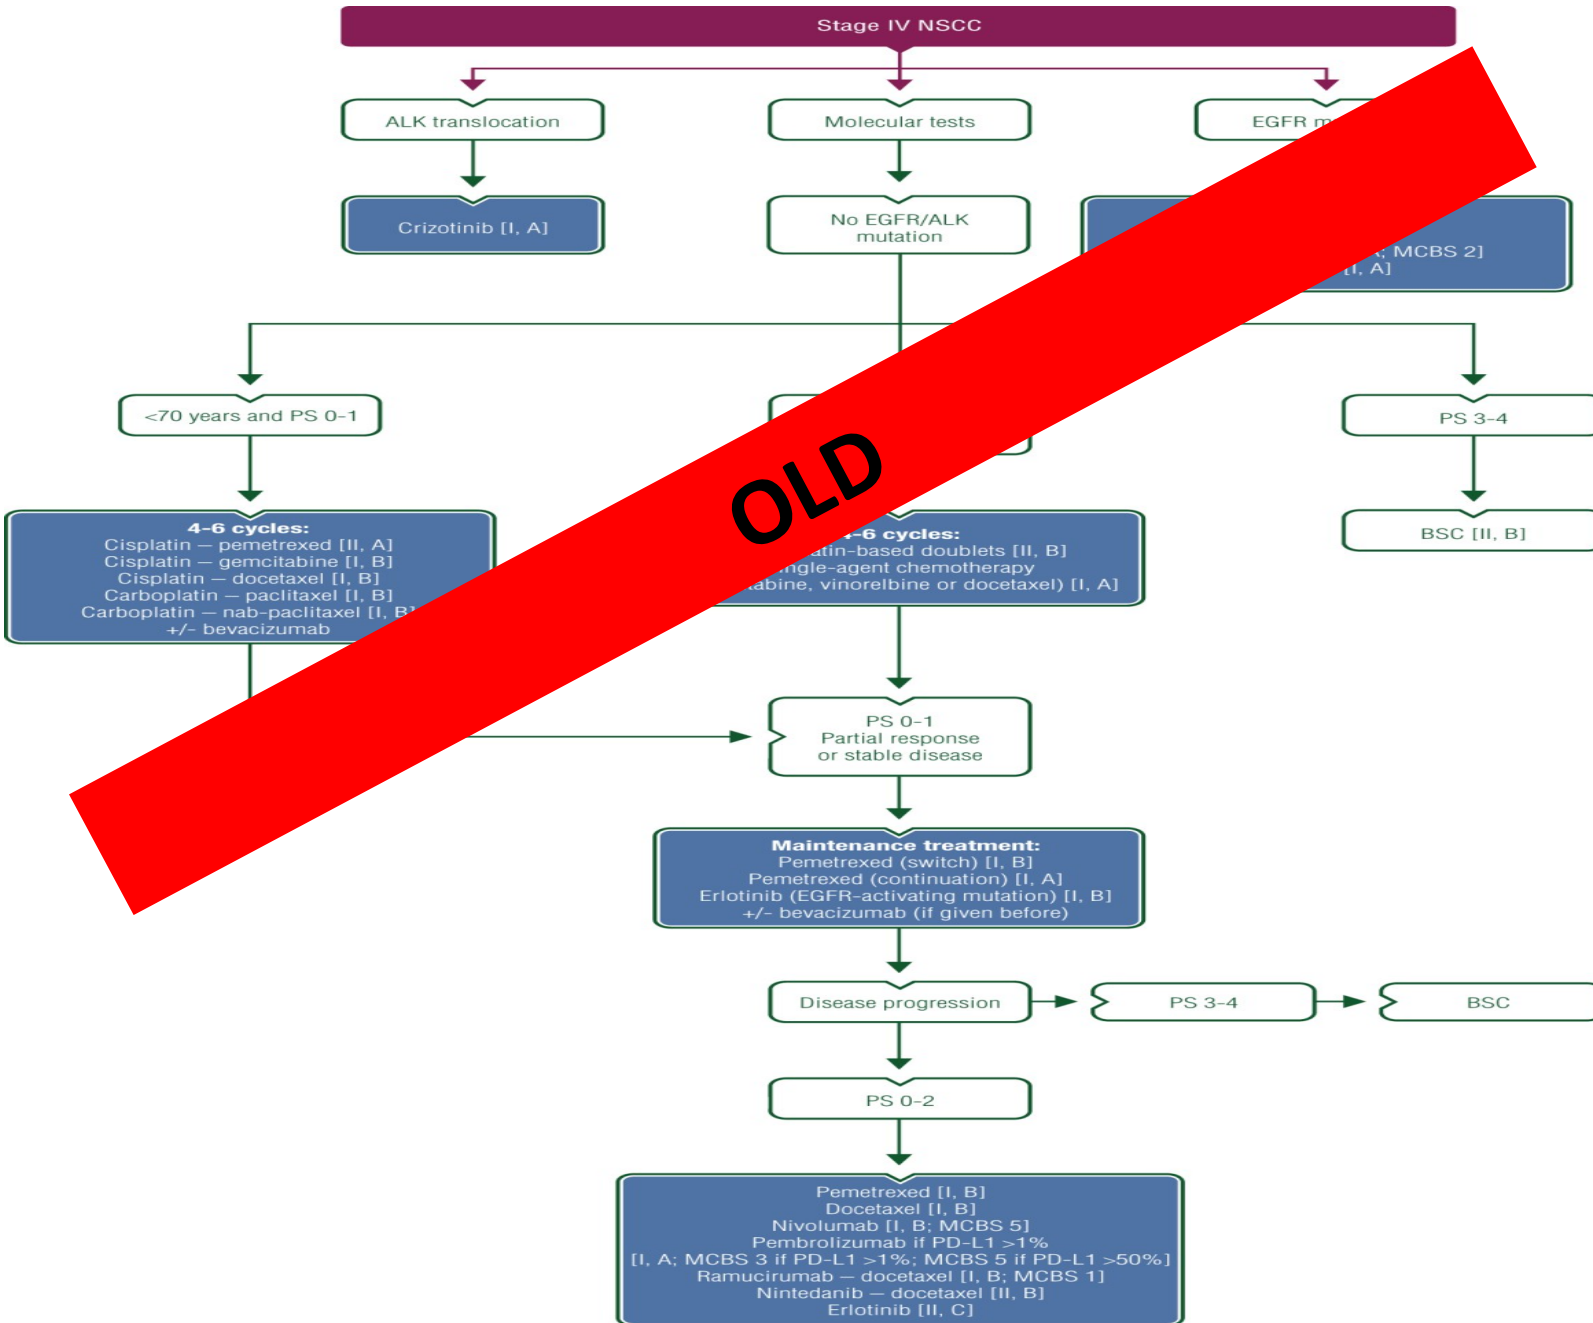 Stage IV NSCC
ALK translocation
Molecular tests
EGFR
Crizotinib [I, A]
No EGFR/ALK
mutation
; MCBS 2]
[I, A]
<70 years and PS 0-1
PS 3-4
OLD
4-6 cycles:
Cisplatin – pemetrexed [II, A]
Cisplatin – gemcitabine [I, B]
Cisplatin – docetaxel [I, B]
Carboplatin – paclitaxel [I, B]
Carboplatin – nab-paclitaxel [I, B]
+/- bevacizumab
4-6 cycles:
doublets [II, B]
chemotherapy
vinorelbine or docetaxel) [I, A]
BSC [II, B]
PS 0-1
Partial response
or stable disease
Maintenance treatment:
Pemetrexed (switch) [I, B]
Pemetrexed (continuation) [I, A]
Erlotinib (EGFR-activating mutation) [I, B]
+/- bevacizumab (if given before)
Disease progression
PS 3-4
BSC
PS 0-2
Pemetrexed [I, B]
Docetaxel [I, B]
Nivolumab [I, B; MCBS 5]
Pembrolizumab if PD-L1 >1%
[I, A; MCBS 3 if PD-L1 >1%; MCBS 5 if PD-L1 >50%]
Ramucirumab – docetaxel [I, B; MCBS 1]
Nintedanib – docetaxel [II, B]
Erlotinib [II, C]